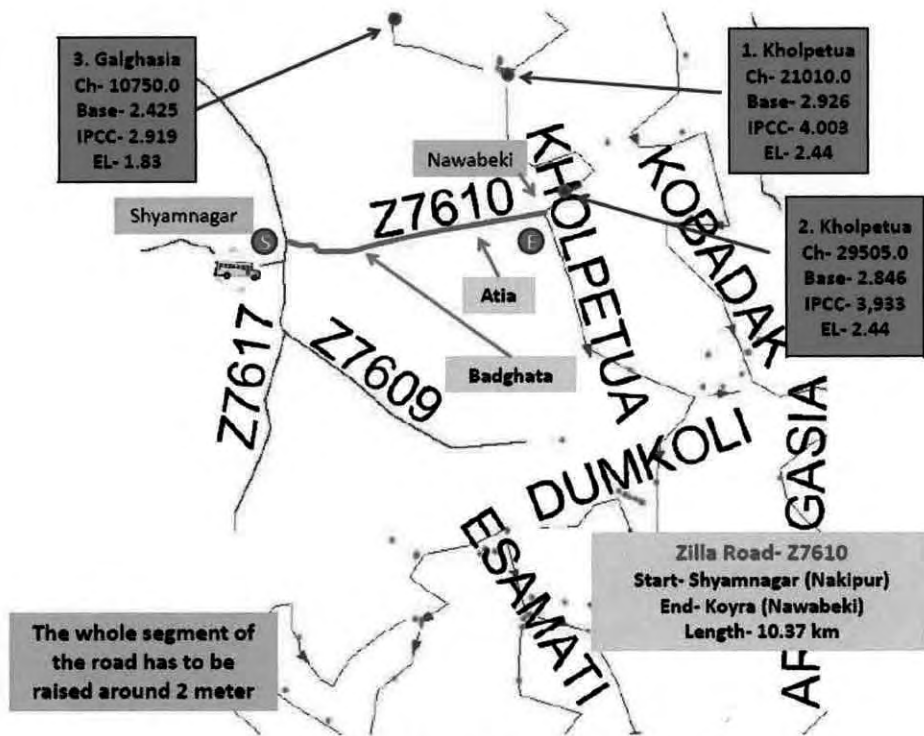 3. Galghasia
Ch- 10750.0
Base- 2.425
IPCC- 2.919
EL- 1.83
1. Kholpetua
Ch- 21010.0
Base- 2.926
IPCC- 4.003
EL- 2.44
Nawabeki
KHOLPETUA
KOBADAK
Shyamnagar
S
Z7610
E
2. Kholpetua
Ch- 29505.0
Base- 2.846
IPCC- 3,933
EL- 2.44
Atia
Badghata
Z7617
Z7609
DUMKOLI
GASIA
ESAMATI
Zilla Road- Z7610
Start- Shyamnagar (Nakipur)
End- Koyra (Nawabeki)
Length- 10.37 km
The whole segment of
the road has to be
raised around 2 meter